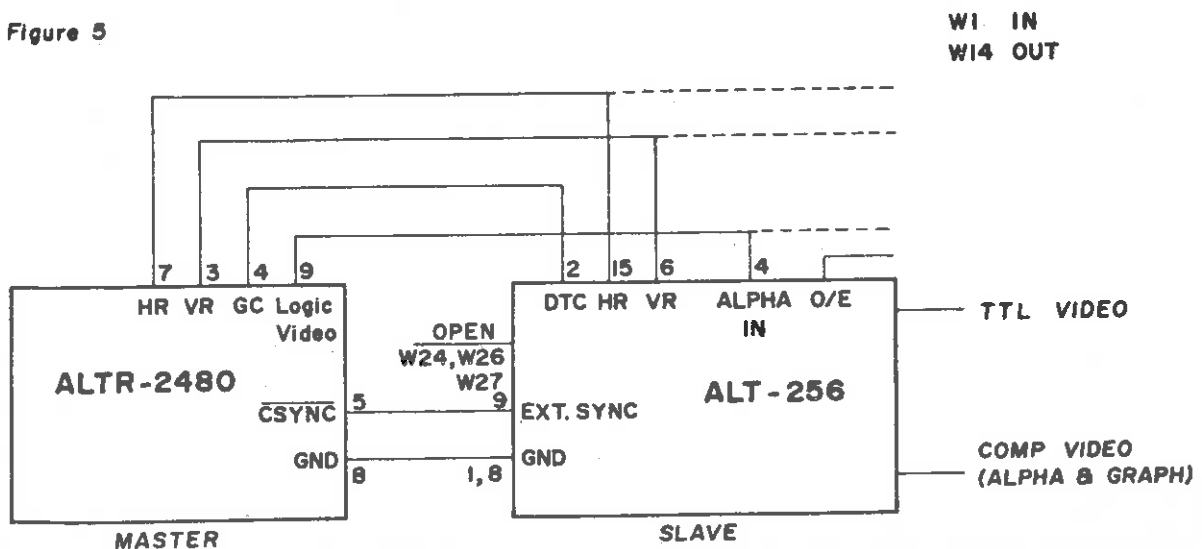 Figure 5
W1 IN
W14 OUT
7 3 4 9
2 15 6 4
HR VR GC Logic
Video
DTC HR VR ALPHA O/E
IN
TTL VIDEO
OPEN
W24, W26
W27
ALTR-2480
ALT-256
CSYNC 5
9 EXT. SYNC
GND 8
1, 8 GND
COMP VIDEO
(ALPHA & GRAPH)
MASTER
SLAVE